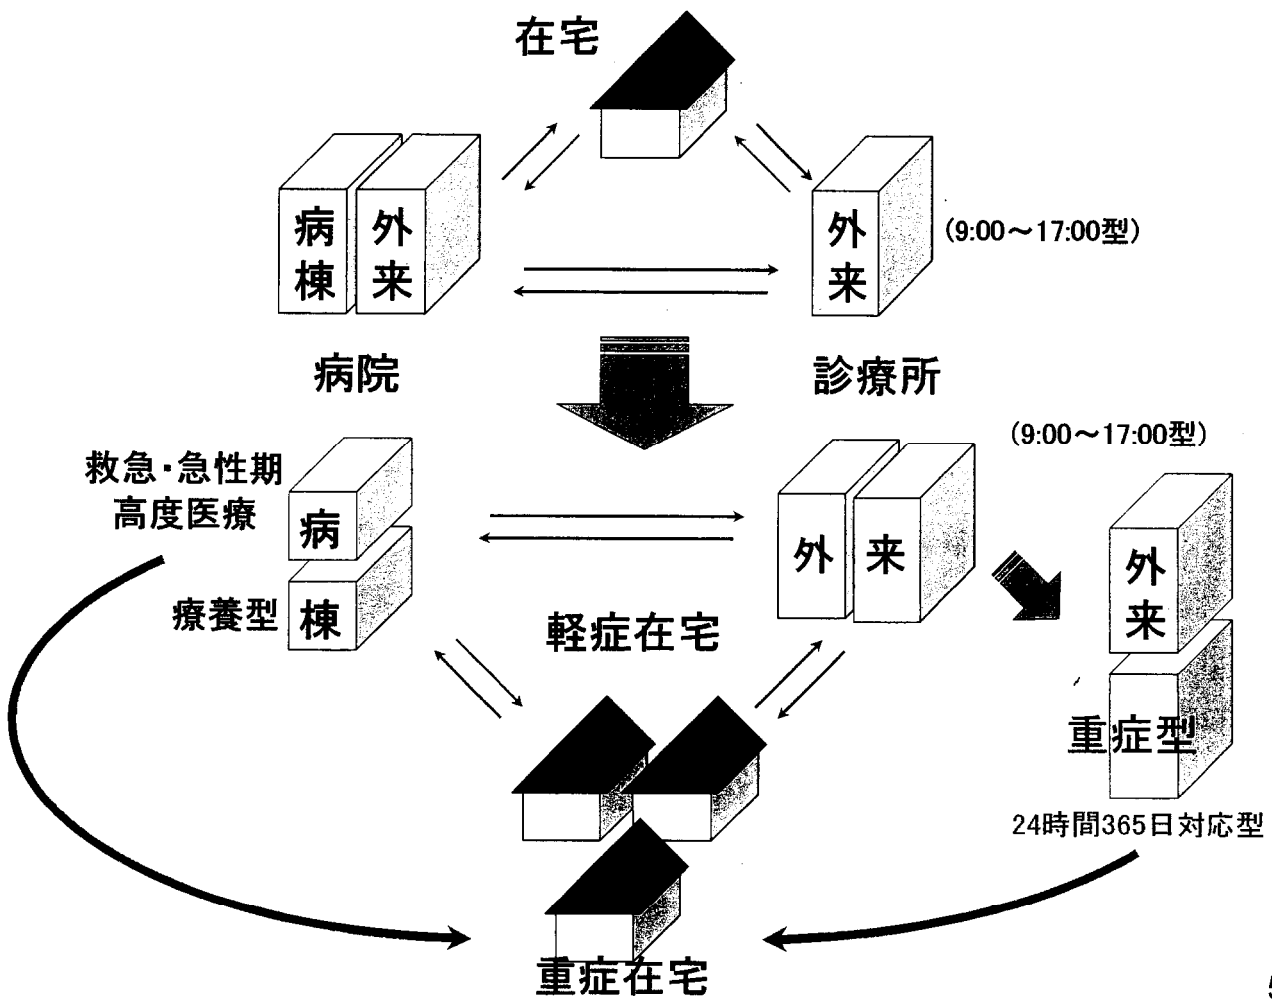 在宅
病棟
外来
外来
(9:00～17:00型)
病院
診療所
救急・急性期
高度医療
療養型
病
棟
外
来
(9:00～17:00型)
外来
重症型
24時間365日対応型
軽症在宅
重症在宅